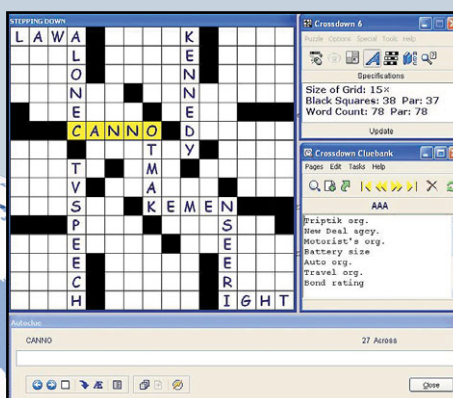 STEPPING DOWN
L A W A K
L E
O N
N N
E E
C A N N O D
T Y
T M
V A
S K E M E N
P S
E E
E E
C R
H I G H T
Crossdown 6
Puzzle Options Special Tools Help
Specifications
Size of Grid: 15×
Black Squares: 38 Par: 37
Word Count: 78 Par: 78
Update
Crossdown Cluebank
Pages Edit Tasks Help
AAA
Triptik org.
New Deal agcy.
Motorist's org.
Battery size
Auto org.
Travel org.
Bond rating
Autoclue
CANNO 27 Across
Close